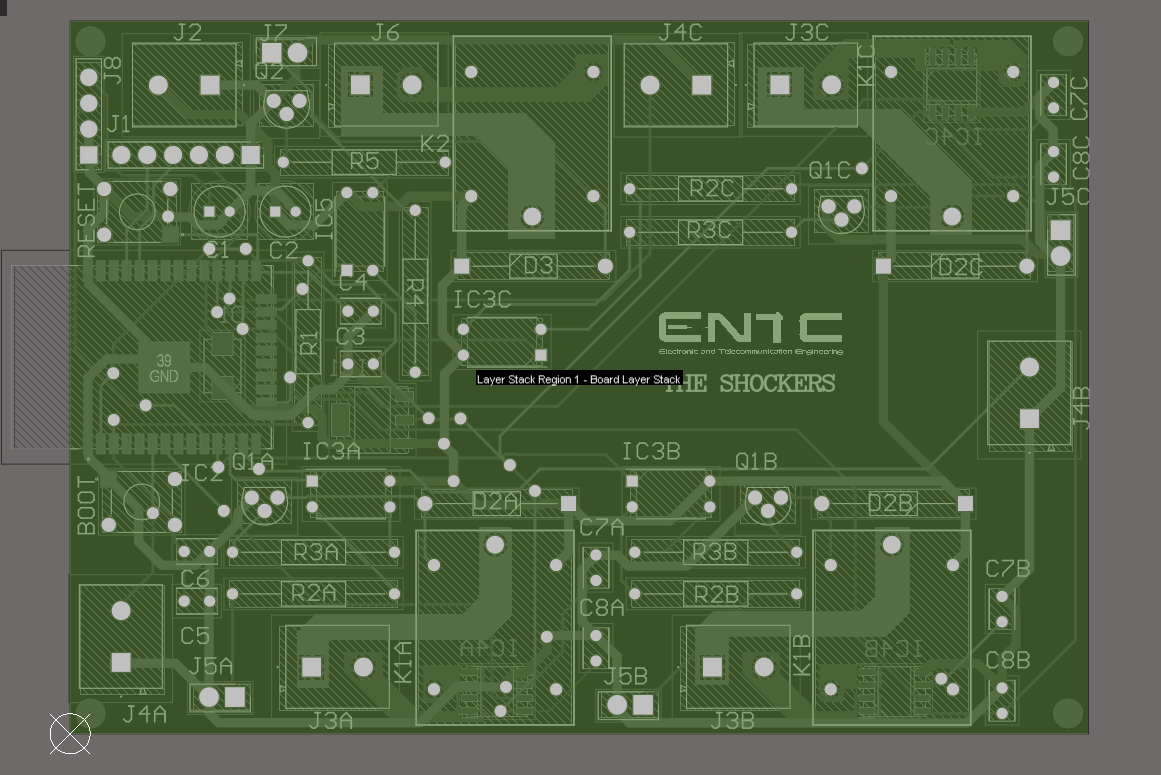 J2
J7
J6
J4C
J3C
K1C
J8
Q2
C7C
J1
IC4C
K2
R5
C8C
Q1C
RESET
R2C
J5C
IC5
R3C
C1
C2
D3
D2C
C4
R4
IC3C
R1
C3
ENTC
Electronic and Telecommunication Engineering
39
GND
Layer Stack Region 1 - Board Layer Stack
THE SHOCKERS
J4B
IC3A
IC3B
IC2
Q1A
Q1B
BOOT
D2A
D2B
C7A
R3A
R3B
C6
C7B
R2A
R2B
C8A
C5
K1A
IC4A
K1B
IC4B
J5A
J5B
C8B
J4A
J3A
J3B